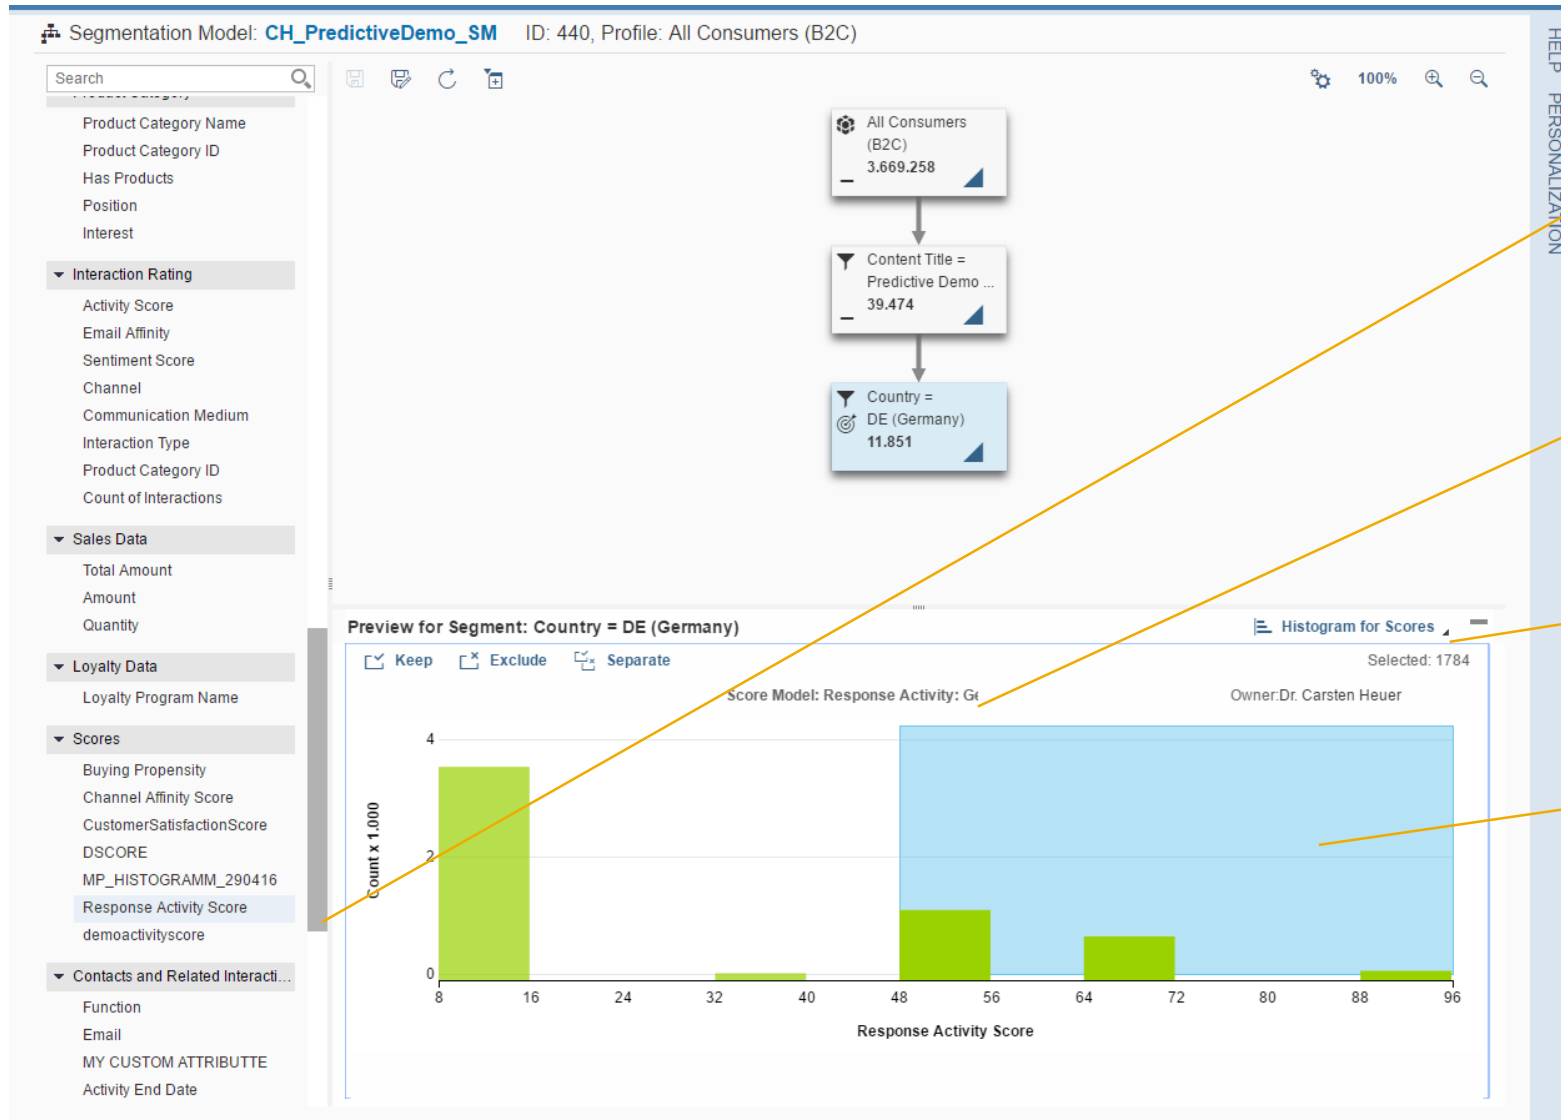 Segmentation Model: CH_PredictiveDemo_SM ID: 440, Profile: All Consumers (B2C)
HELP PERSONALIZATION
Search
100%
Product Category
Product Category Name
Product Category ID
Has Products
Position
Interest
Interaction Rating
Activity Score
Email Affinity
Sentiment Score
Channel
Communication Medium
Interaction Type
Product Category ID
Count of Interactions
Sales Data
Total Amount
Amount
Quantity
Loyalty Data
Loyalty Program Name
Scores
Buying Propensity
Channel Affinity Score
CustomerSatisfactionScore
DSCORE
MP_HISTOGRAMM_290416
Response Activity Score
demoactivityscore
Contacts and Related Interacti...
Function
Email
MY CUSTOM ATTRIBUTTE
Activity End Date
All Consumers
(B2C)
3.669.258
Content Title =
Predictive Demo ...
39.474
Country =
DE (Germany)
11.851
Preview for Segment: Country = DE (Germany)
Histogram for Scores
Keep Exclude Separate
Selected: 1784
Score Model: Response Activity: Ge
Owner:Dr. Carsten Heuer
Count x 1.000
4
2
0
8 16 24 32 40 48 56 64 72 80 88 96
Response Activity Score